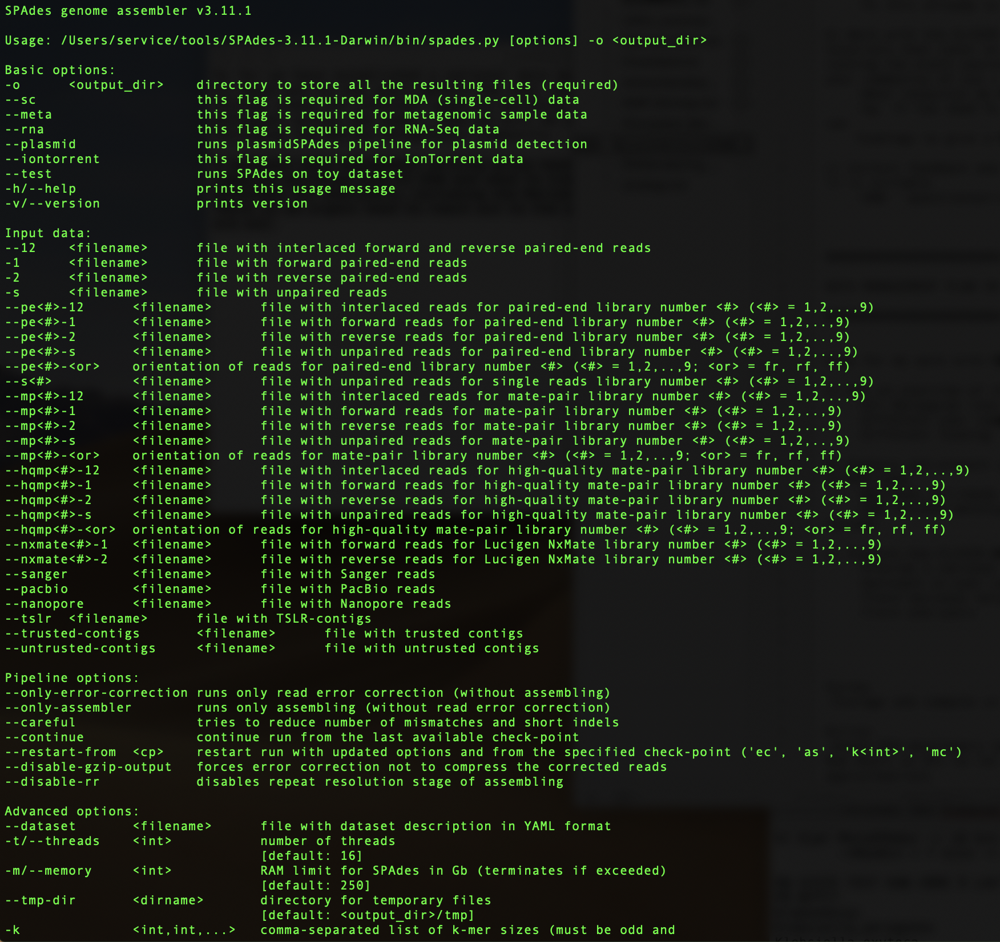 SPAdes genome assembler v3.11.1
Usage: /Users/service/tools/SPAdes-3.11.1-Darwin/bin/spades.py [options] -o <output_dir>
Basic options:
-o <output_dir> directory to store all the resulting files (required)
--sc this flag is required for MDA (single-cell) data
--meta this flag is required for metagenomic sample data
--rna this flag is required for RNA-Seq data
--plasmid runs plasmidSPAdes pipeline for plasmid detection
--iontorrent this flag is required for IonTorrent data
--test runs SPAdes on toy dataset
-h/--help prints this usage message
-v/--version prints version
Input data:
--12 <filename> file with interlaced forward and reverse paired-end reads
-1 <filename> file with forward paired-end reads
-2 <filename> file with reverse paired-end reads
-s <filename> file with unpaired reads
--pe<#>-12 <filename> file with interlaced reads for paired-end library number <#> (<#> = 1,2,..,9)
--pe<#>-1 <filename> file with forward reads for paired-end library number <#> (<#> = 1,2,..,9)
--pe<#>-2 <filename> file with reverse reads for paired-end library number <#> (<#> = 1,2,..,9)
--pe<#>-s <filename> file with unpaired reads for paired-end library number <#> (<#> = 1,2,..,9)
--pe<#>-<or> orientation of reads for paired-end library number <#> (<#> = 1,2,..,9; <or> = fr, rf, ff)
--s<#> <filename> file with unpaired reads for single reads library number <#> (<#> = 1,2,..,9)
--mp<#>-12 <filename> file with interlaced reads for mate-pair library number <#> (<#> = 1,2,..,9)
--mp<#>-1 <filename> file with forward reads for mate-pair library number <#> (<#> = 1,2,..,9)
--mp<#>-2 <filename> file with reverse reads for mate-pair library number <#> (<#> = 1,2,..,9)
--mp<#>-s <filename> file with unpaired reads for mate-pair library number <#> (<#> = 1,2,..,9)
--mp<#>-<or> orientation of reads for mate-pair library number <#> (<#> = 1,2,..,9; <or> = fr, rf, ff)
--hqmp<#>-12 <filename> file with interlaced reads for high-quality mate-pair library number <#> (<#> = 1,2,..,9)
--hqmp<#>-1 <filename> file with forward reads for high-quality mate-pair library number <#> (<#> = 1,2,..,9)
--hqmp<#>-2 <filename> file with reverse reads for high-quality mate-pair library number <#> (<#> = 1,2,..,9)
--hqmp<#>-s <filename> file with unpaired reads for high-quality mate-pair library number <#> (<#> = 1,2,..,9)
--hqmp<#>-<or> orientation of reads for high-quality mate-pair library number <#> (<#> = 1,2,..,9; <or> = fr, rf, ff)
--nxmate<#>-1 <filename> file with forward reads for Lucigen NxMate library number <#> (<#> = 1,2,..,9)
--nxmate<#>-2 <filename> file with reverse reads for Lucigen NxMate library number <#> (<#> = 1,2,..,9)
--sanger <filename> file with Sanger reads
--pacbio <filename> file with PacBio reads
--nanopore <filename> file with Nanopore reads
--tslr <filename> file with TSLR-contigs
--trusted-contigs <filename> file with trusted contigs
--untrusted-contigs <filename> file with untrusted contigs
Pipeline options:
--only-error-correction runs only read error correction (without assembling)
--only-assembler runs only assembling (without read error correction)
--careful tries to reduce number of mismatches and short indels
--continue continue run from the last available check-point
--restart-from <cp> restart run with updated options and from the specified check-point ('ec', 'as', 'k<int>', 'mc')
--disable-gzip-output forces error correction not to compress the corrected reads
--disable-rr disables repeat resolution stage of assembling
Advanced options:
--dataset <filename> file with dataset description in YAML format
-t/--threads <int> number of threads
[default: 16]
-m/--memory <int> RAM limit for SPAdes in Gb (terminates if exceeded)
[default: 250]
--tmp-dir <dirname> directory for temporary files
[default: <output_dir>/tmp]
-k <int,int,...> comma-separated list of k-mer sizes (must be odd and